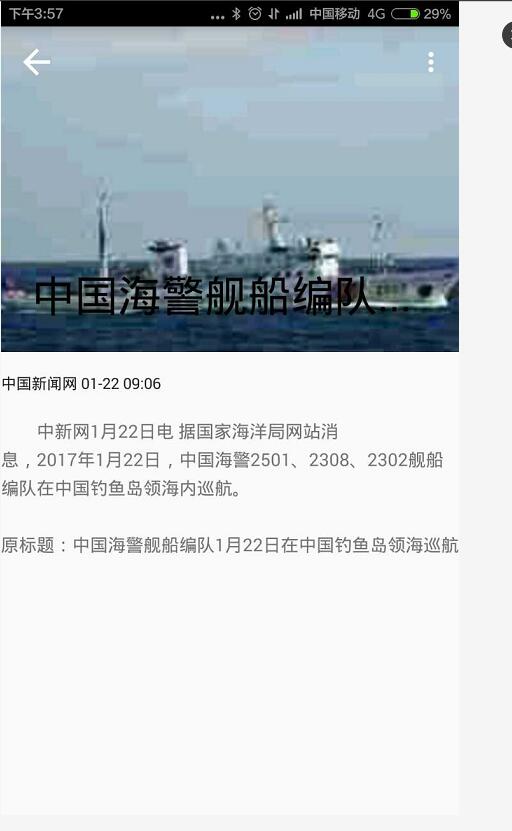 下午3:57 ... 中国移动 4G 29%
中国海警舰船编队...
中国新闻网 01-22 09:06
中新网1月22日电 据国家海洋局网站消
息，2017年1月22日，中国海警2501、2308、2302舰船
编队在中国钓鱼岛领海内巡航。
原标题：中国海警舰船编队1月22日在中国钓鱼岛领海巡航